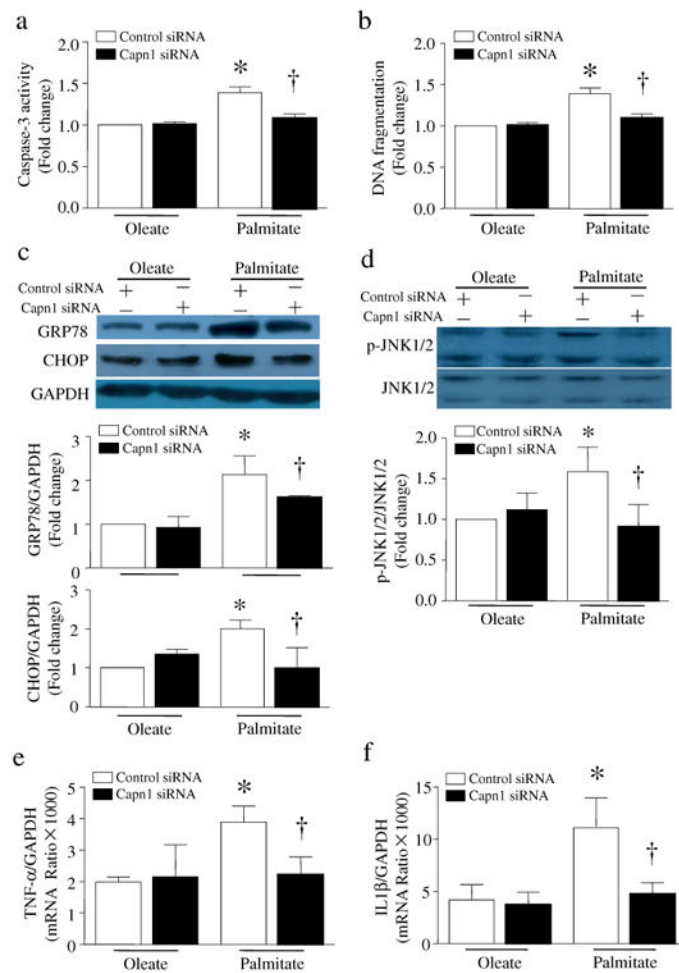 a
Control siRNA
Capn1 siRNA
2.0
1.5
1.0
0.5
0.0
Caspase-3 activity
(Fold change)
*
†
Oleate
Palmitate
b
Control siRNA
Capn1 siRNA
2.0
1.5
1.0
0.5
0.0
DNA fragmentation
(Fold change)
*
†
Oleate
Palmitate
c
Oleate
Palmitate
Control siRNA + − + −
Capn1 siRNA − + − +
GRP78
CHOP
GAPDH
Control siRNA
Capn1 siRNA
3
2
1
0
GRP78/GAPDH
(Fold change)
*
†
3
2
1
0
CHOP/GAPDH
(Fold change)
*
†
Oleate
Palmitate
d
Oleate
Palmitate
Control siRNA + − + −
Capn1 siRNA − + − +
p-JNK1/2
JNK1/2
Control siRNA
Capn1 siRNA
2.0
1.5
1.0
0.5
0.0
p-JNK1/2/JNK1/2
(Fold change)
*
†
Oleate
Palmitate
e
Control siRNA
Capn1 siRNA
5
4
3
2
1
0
TNF-α/GAPDH
(mRNA Ratio×1000)
*
†
Oleate
Palmitate
f
Control siRNA
Capn1 siRNA
15
10
5
0
IL1β/GAPDH
(mRNA Ratio×1000)
*
†
Oleate
Palmitate